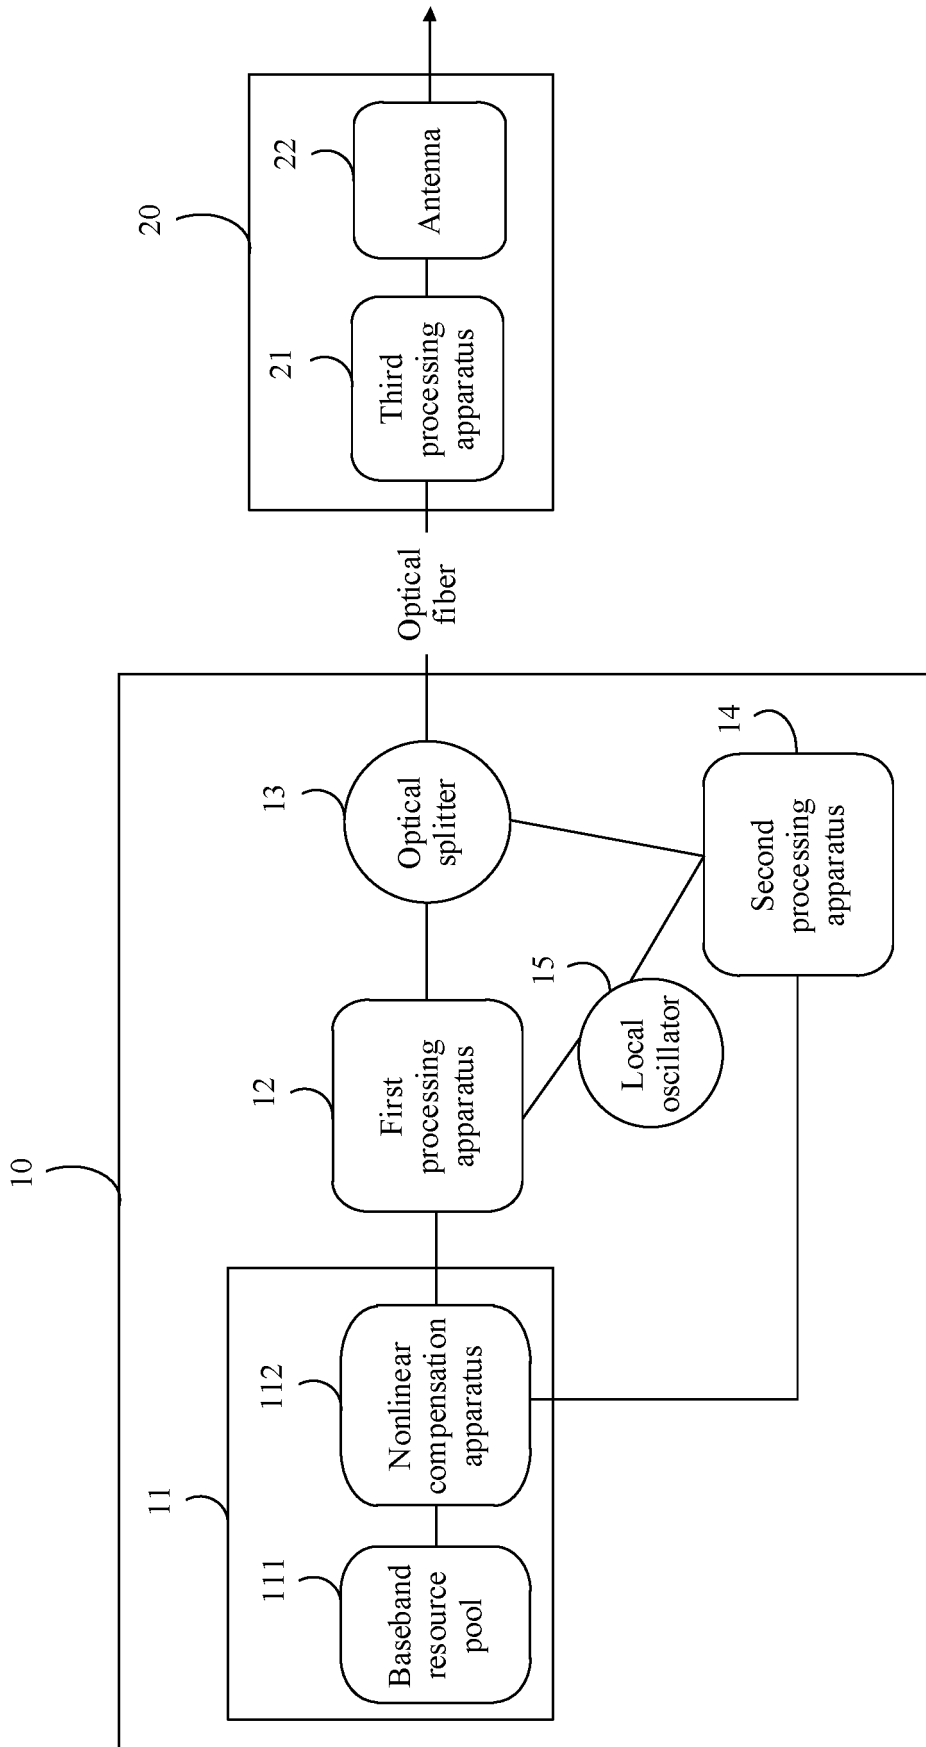 10
11
111
Baseband
resource
pool
112
Nonlinear
compensation
apparatus
12
First
processing
apparatus
15
Local
oscillator
13
Optical
splitter
14
Second
processing
apparatus
Optical
fiber
20
21
Third
processing
apparatus
22
Antenna